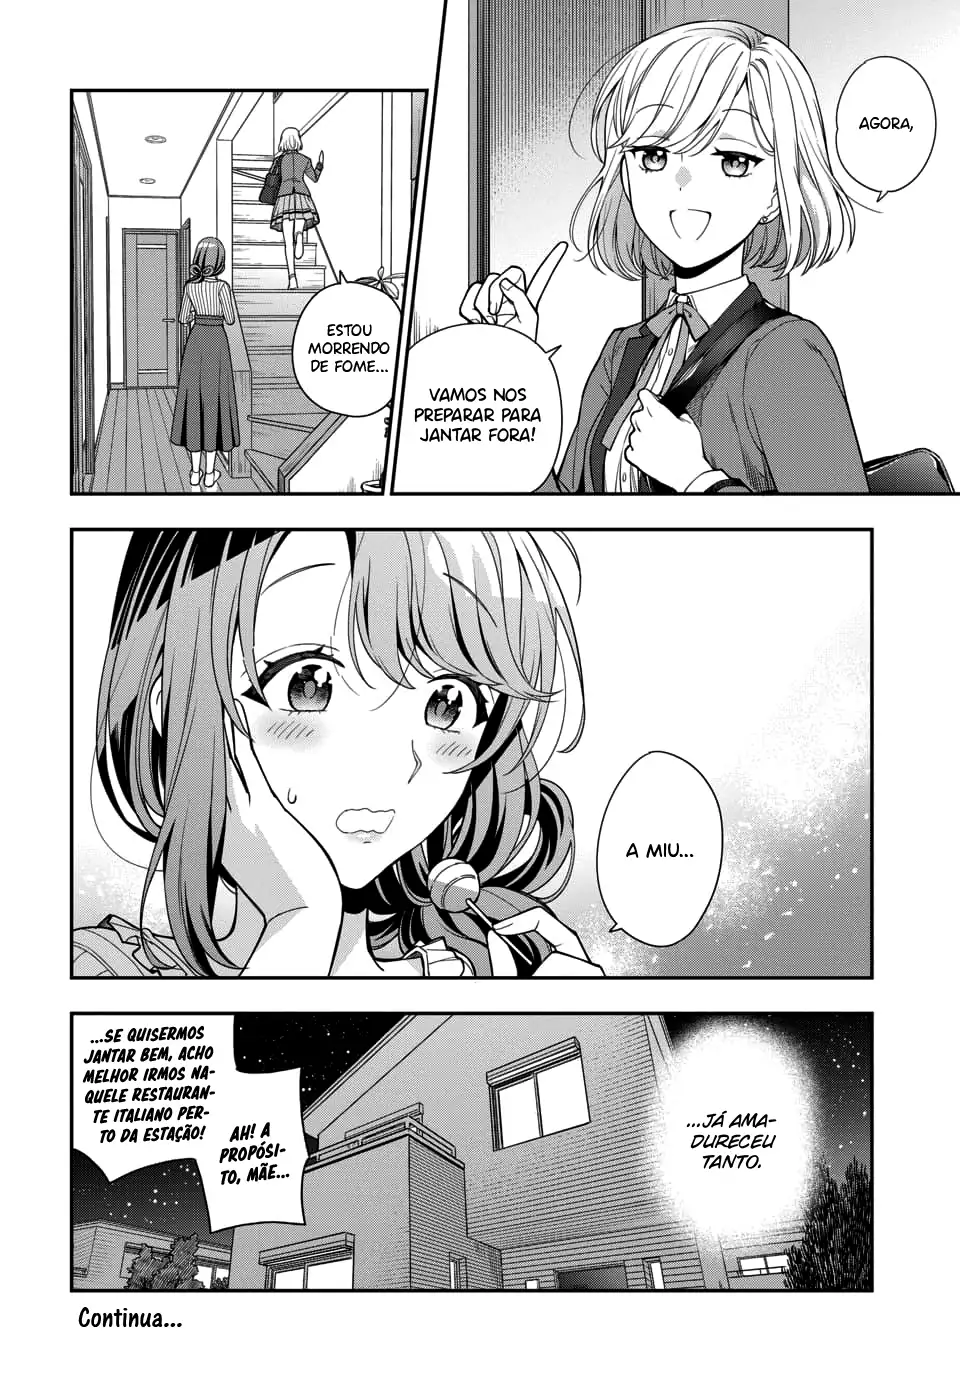 AGORA,
VAMOS NOS
PREPARAR PARA
JANTAR FORA!
ESTOU
MORRENDO
DE FOME...
A MIU...
...JÁ AMA-
DURECEU
TANTO.
AH! A
PROPÓSI-
TO, MÃE...
...SE QUISERMOS
JANTAR BEM, ACHO
MELHOR IRMOS NA-
QUELE RESTAURAN-
TE ITALIANO PER-
TO DA ESTAÇÃO!
Continua...